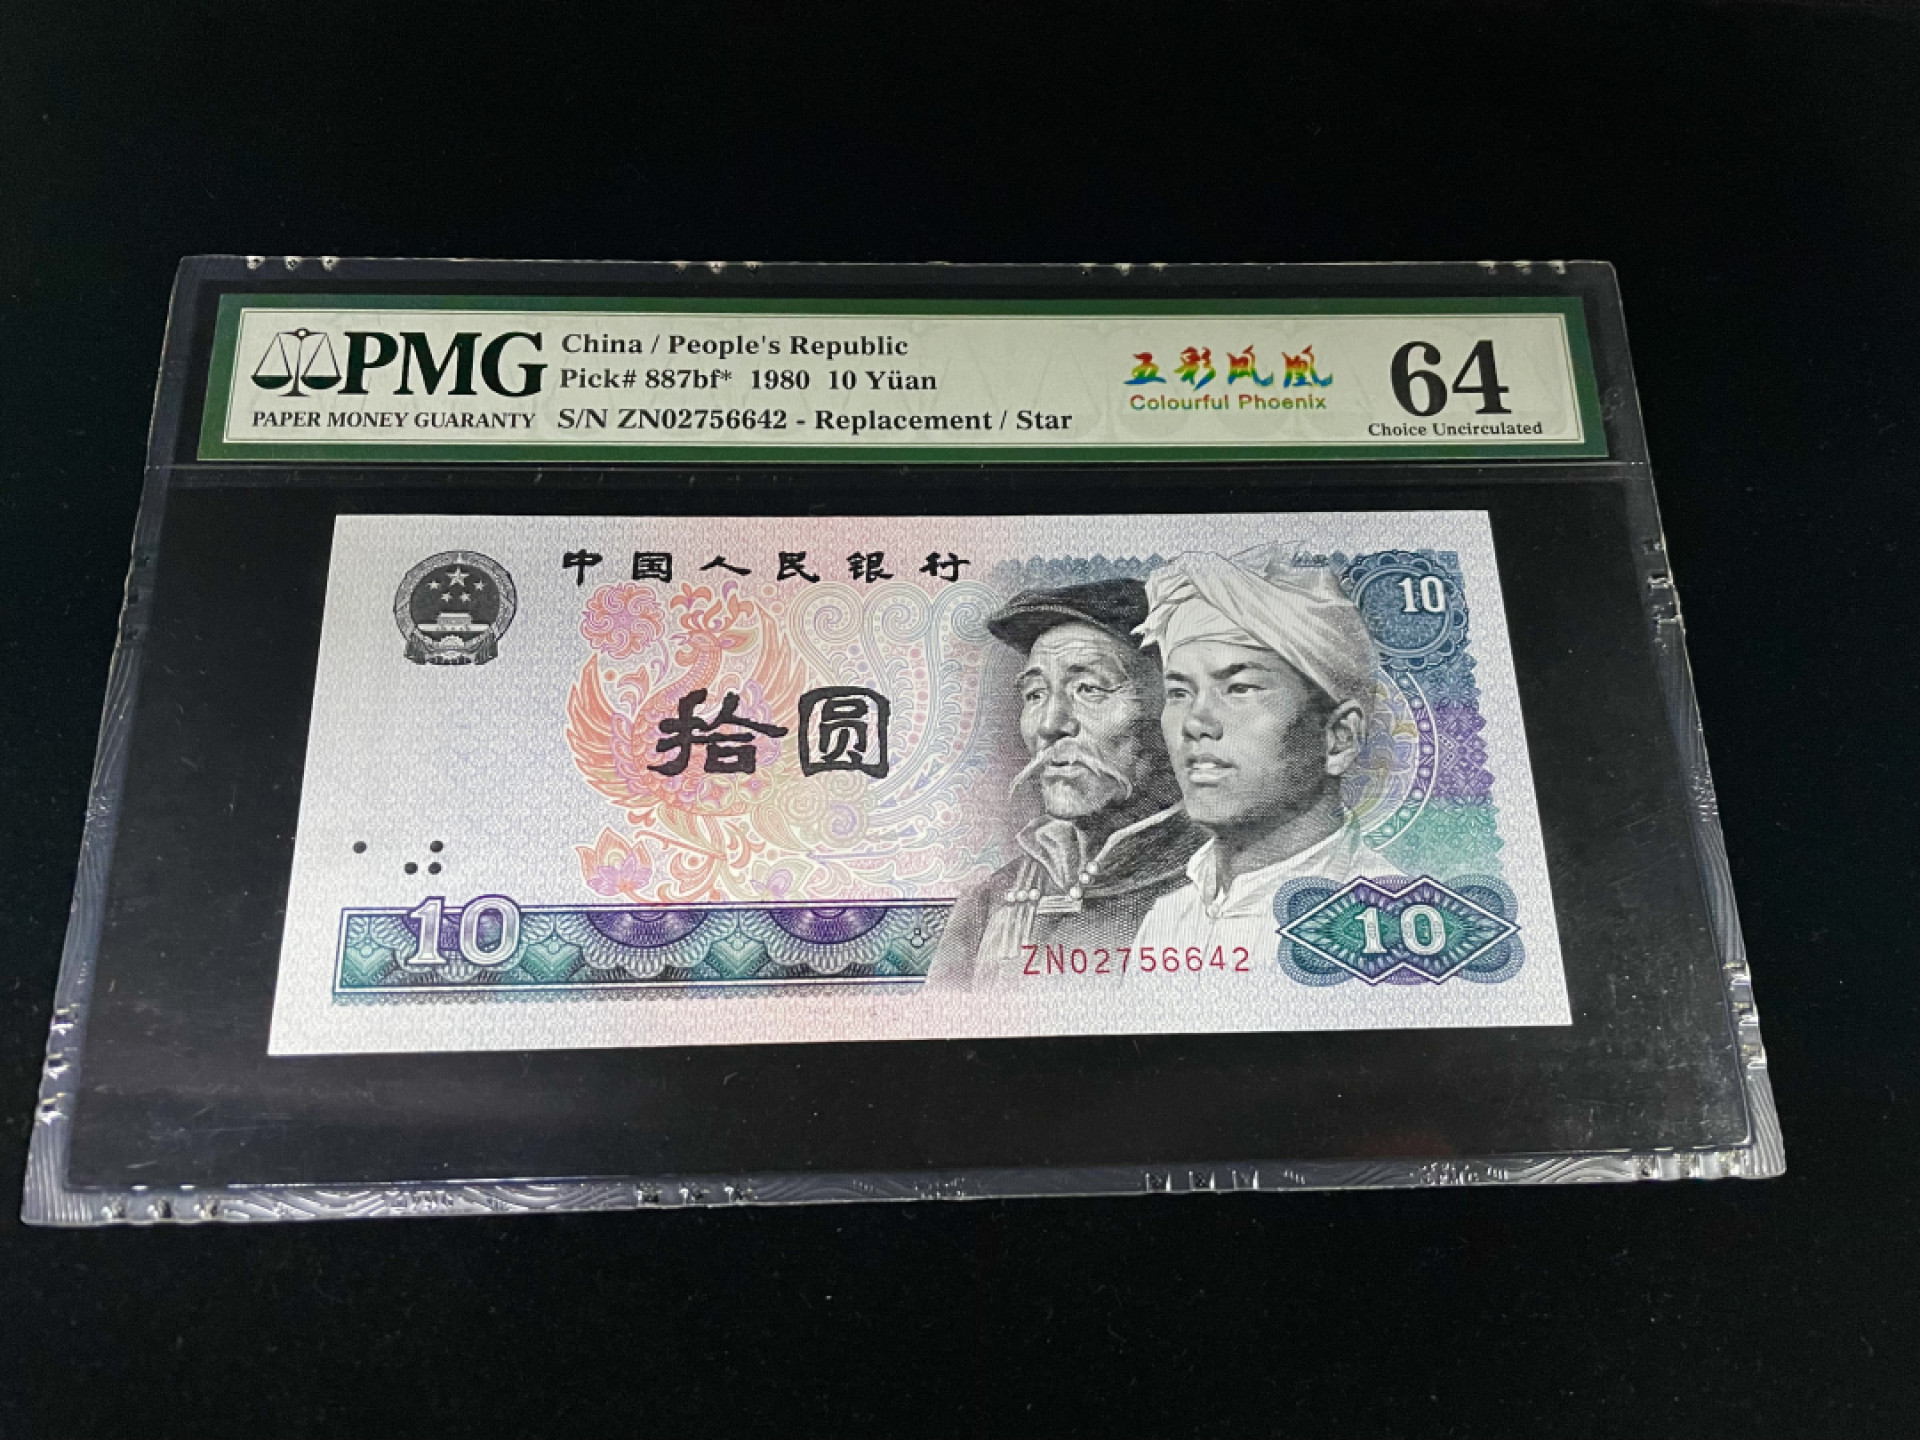 PMG
PAPER MONEY GUARANTY
China / People's Republic
Pick# 887bf* 1980 10 Yüan
S/N ZN02756642 - Replacement / Star
五彩凤凰
Colourful Phoenix
64
Choice Uncirculated
中国人民银行
10
拾圆
10
ZN02756642
10